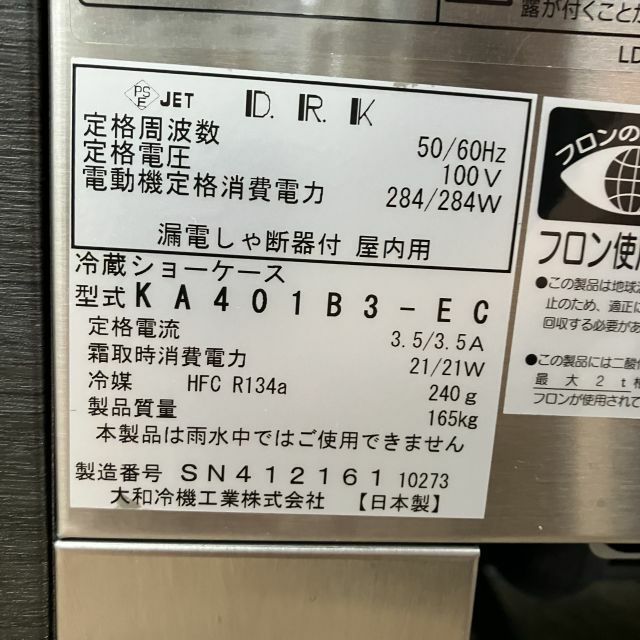 露が付くことが
LD
PSE JET D.R.K
定格周波数 50/60Hz
定格電圧 100V
電動機定格消費電力 284/284W
漏電しゃ断器付 屋内用
冷蔵ショーケース
型式 KA401B3-EC
定格電流 3.5/3.5A
霜取時消費電力 21/21W
冷媒 HFC R134a 240g
製品質量 165kg
本製品は雨水中ではご使用できません
製造番号 SN412161 10273
大和冷機工業株式会社 【日本製】
フロンの
フロン使用
●この製品は地球温
止のため、適正に
回収する必要が
●この製品には二酸化
最大2t相
フロンが使用されて